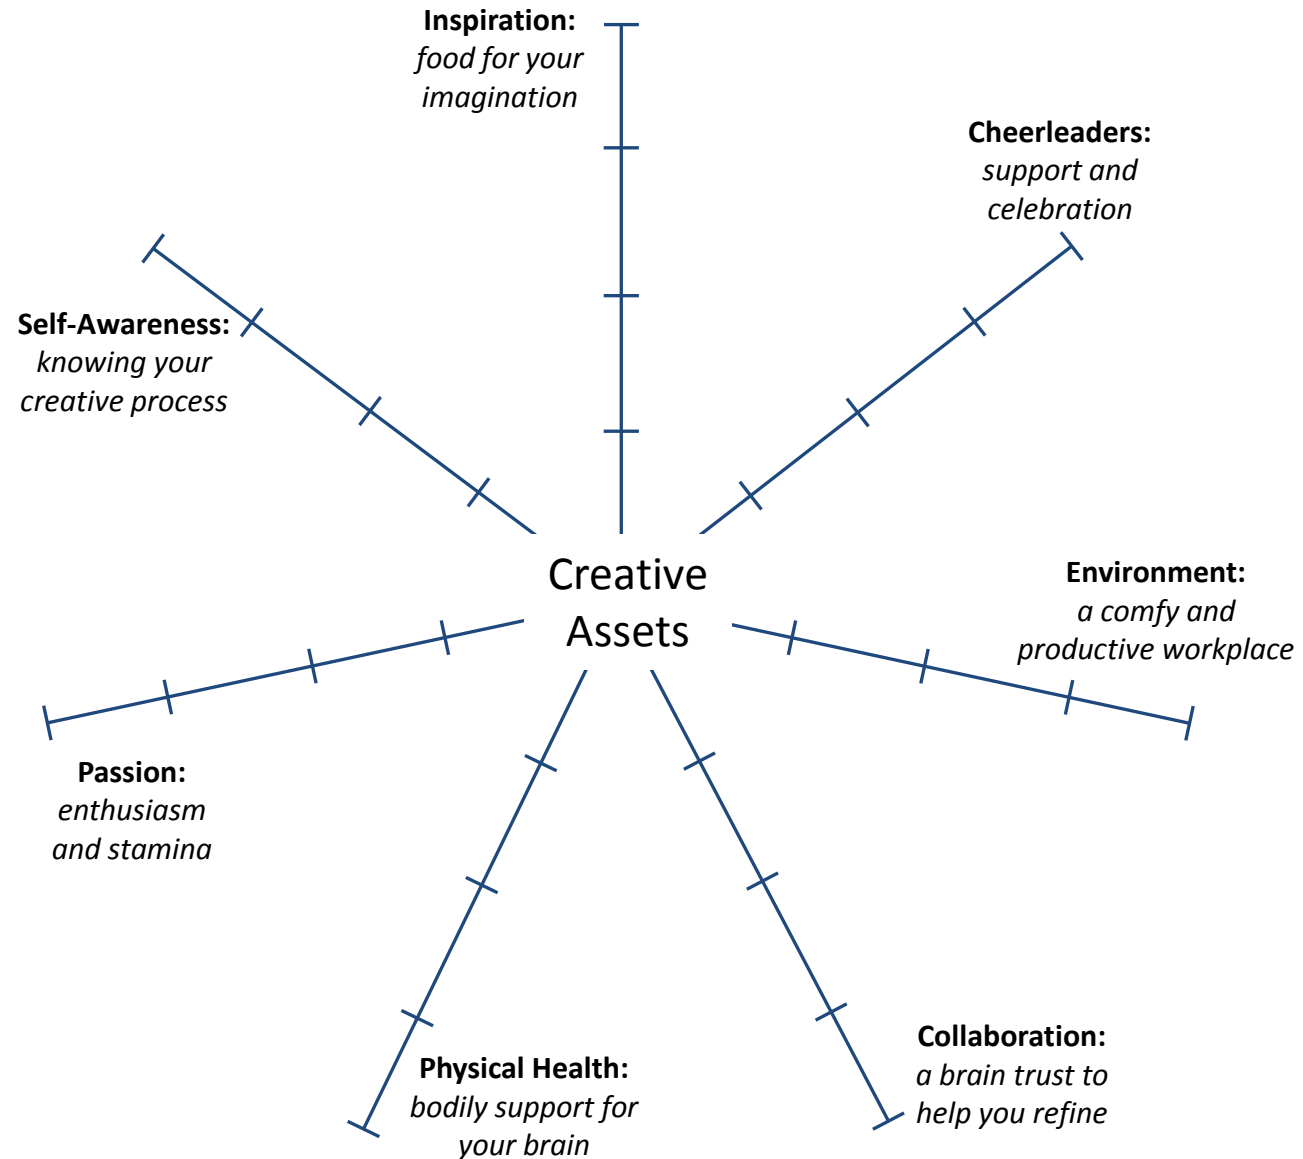 Inspiration:
food for your
imagination
Cheerleaders:
support and
celebration
Self-Awareness:
knowing your
creative process
Creative
Assets
Environment:
a comfy and
productive workplace
Passion:
enthusiasm
and stamina
Collaboration:
a brain trust to
help you refine
Physical Health:
bodily support for
your brain